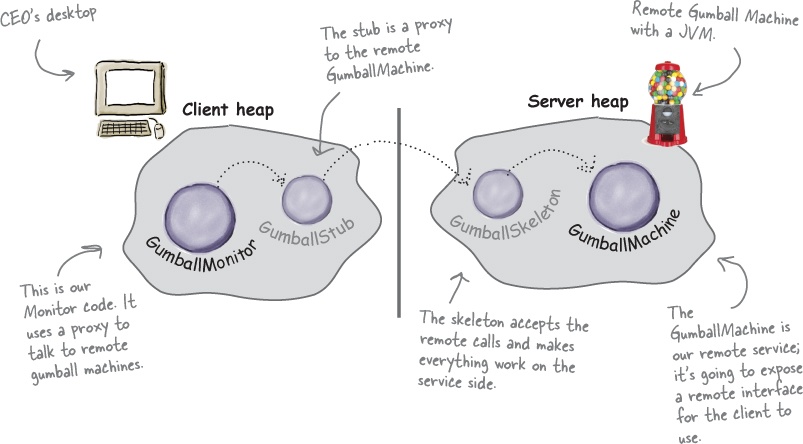 CEO's desktop
The stub is a proxy
to the remote
GumballMachine.
Remote Gumball Machine
with a JVM.
Client heap
Server heap
GumballMonitor
GumballStub
GumballSkeleton
GumballMachine
This is our
Monitor code. It
uses a proxy to
talk to remote
gumball machines.
The skeleton accepts the
remote calls and makes
everything work on the
service side.
The
GumballMachine is
our remote service;
it's going to expose
a remote interface
for the client to
use.